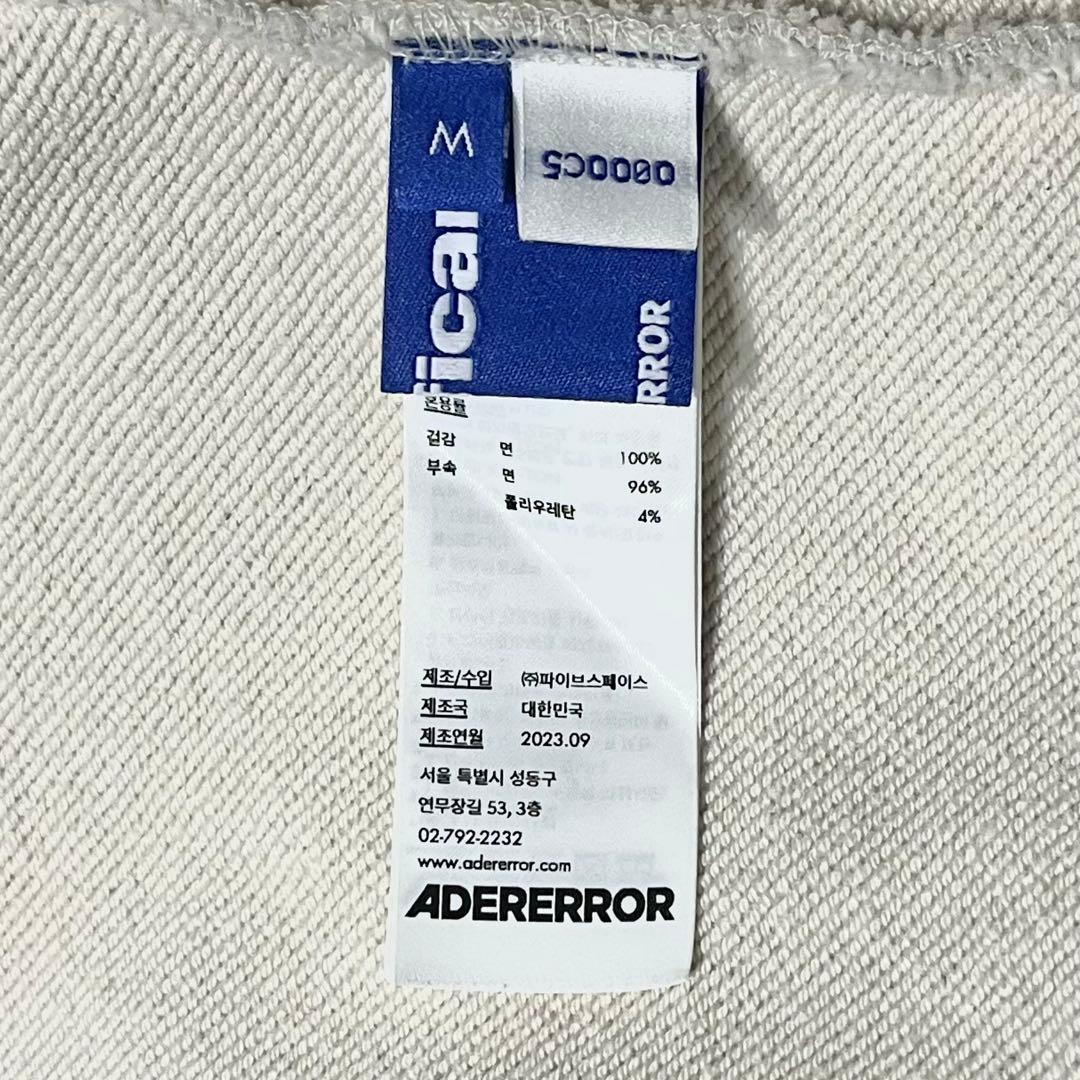 M
Q000C5
fical
RROR
혼용률
겉감 면 100%
부속 면 96%
폴리우레탄 4%
제조/수입 ㈜파이브스페이스
제조국 대한민국
제조연월 2023.09
서울 특별시 성동구
연무장길 53, 3층
02-792-2232
www.adererror.com
ADERERROR